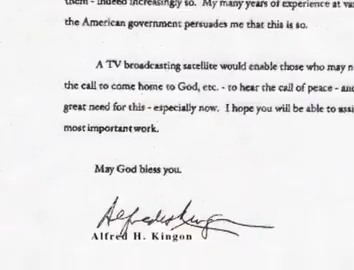 them - indeed increasingly so. My many years of experience at
the American government persuades me that this is so.
A TV broadcasting satellite would enable those who may
the call to come home to God, etc. - to hear the call of peace - and
great need for this - especially now. I hope you will be able to
most important work.
May God bless you.
Alfred H. Kingon